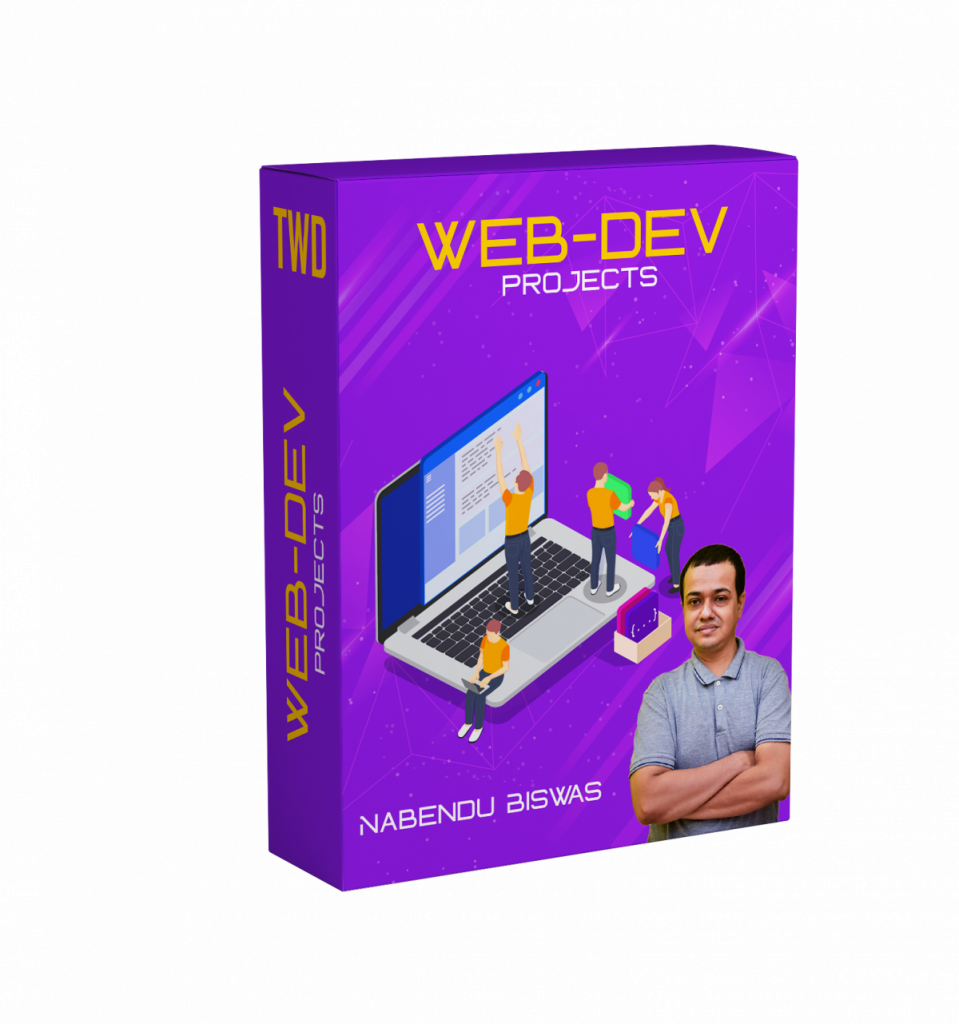 TWD
WEB-DEV
PROJECTS
WEB-DEV
PROJECTS
{...}
NABENDU BISWAS